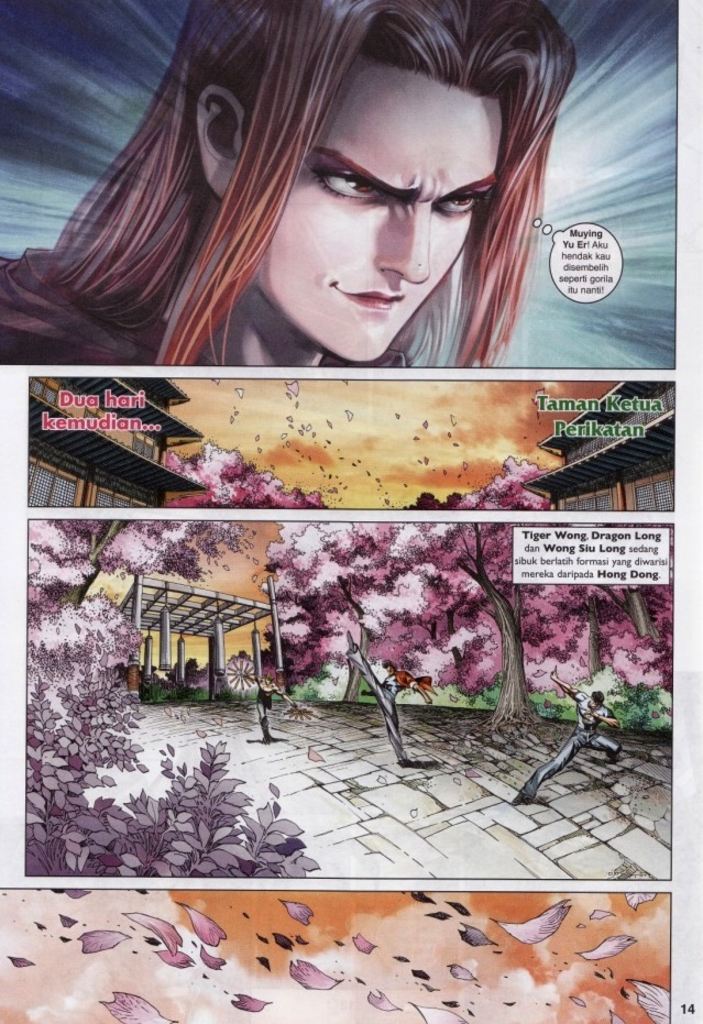 Muying
Yu Er! Aku
hendak kau
disembelih
seperti gorila
itu nanti!
Dua hari
kemudian...
Taman Ketua
Perikatan
Tiger Wong, Dragon Long
dan Wong Siu Long sedang
sibuk berlatih formasi yang diwarisi
mereka daripada Hong Dong.
14